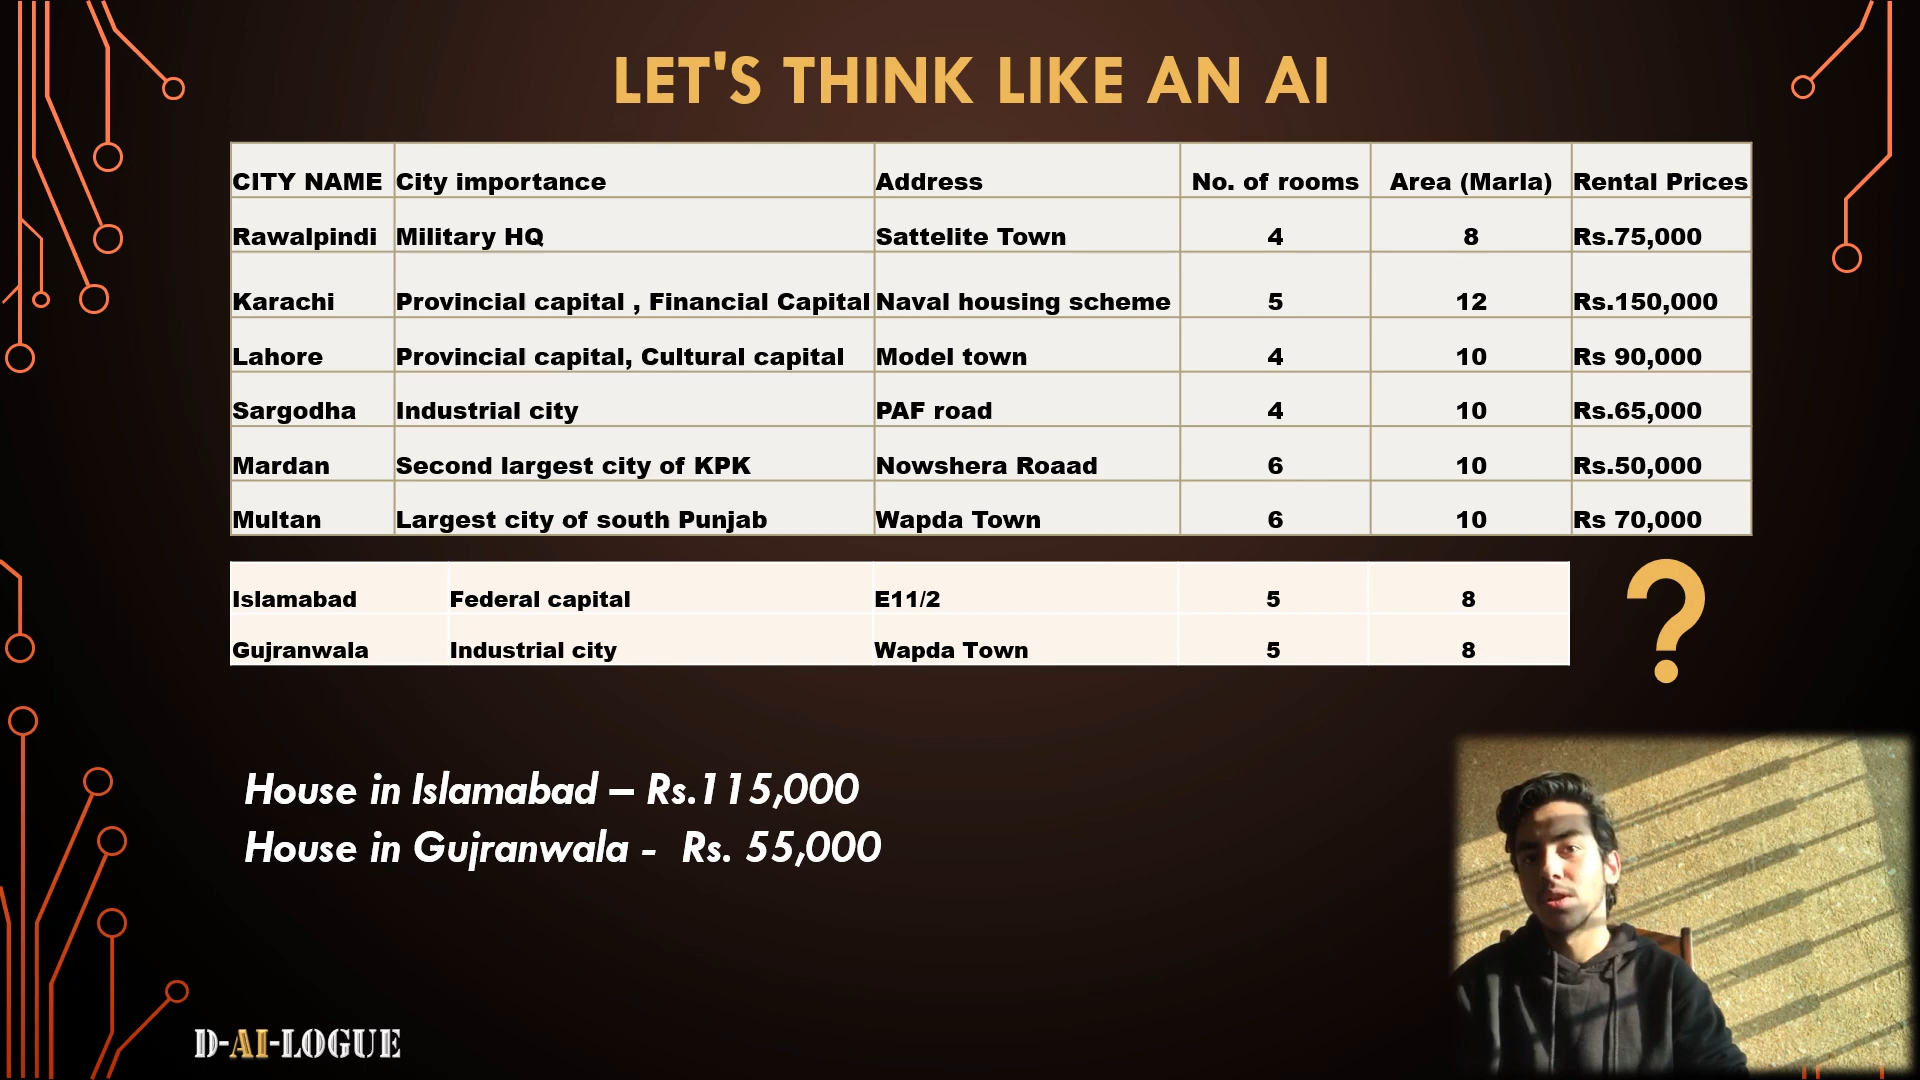 LET'S THINK LIKE AN AI
CITY NAME City importance Address No. of rooms Area (Marla) Rental Prices
Rawalpindi Military HQ Sattelite Town 4 8 Rs.75,000
Karachi Provincial capital , Financial Capital Naval housing scheme 5 12 Rs.150,000
Lahore Provincial capital, Cultural capital Model town 4 10 Rs 90,000
Sargodha Industrial city PAF road 4 10 Rs.65,000
Mardan Second largest city of KPK Nowshera Roaad 6 10 Rs.50,000
Multan Largest city of south Punjab Wapda Town 6 10 Rs 70,000
Islamabad Federal capital E11/2 5 8
Gujranwala Industrial city Wapda Town 5 8
?
House in Islamabad – Rs.115,000
House in Gujranwala - Rs. 55,000
D-AI-LOGUE